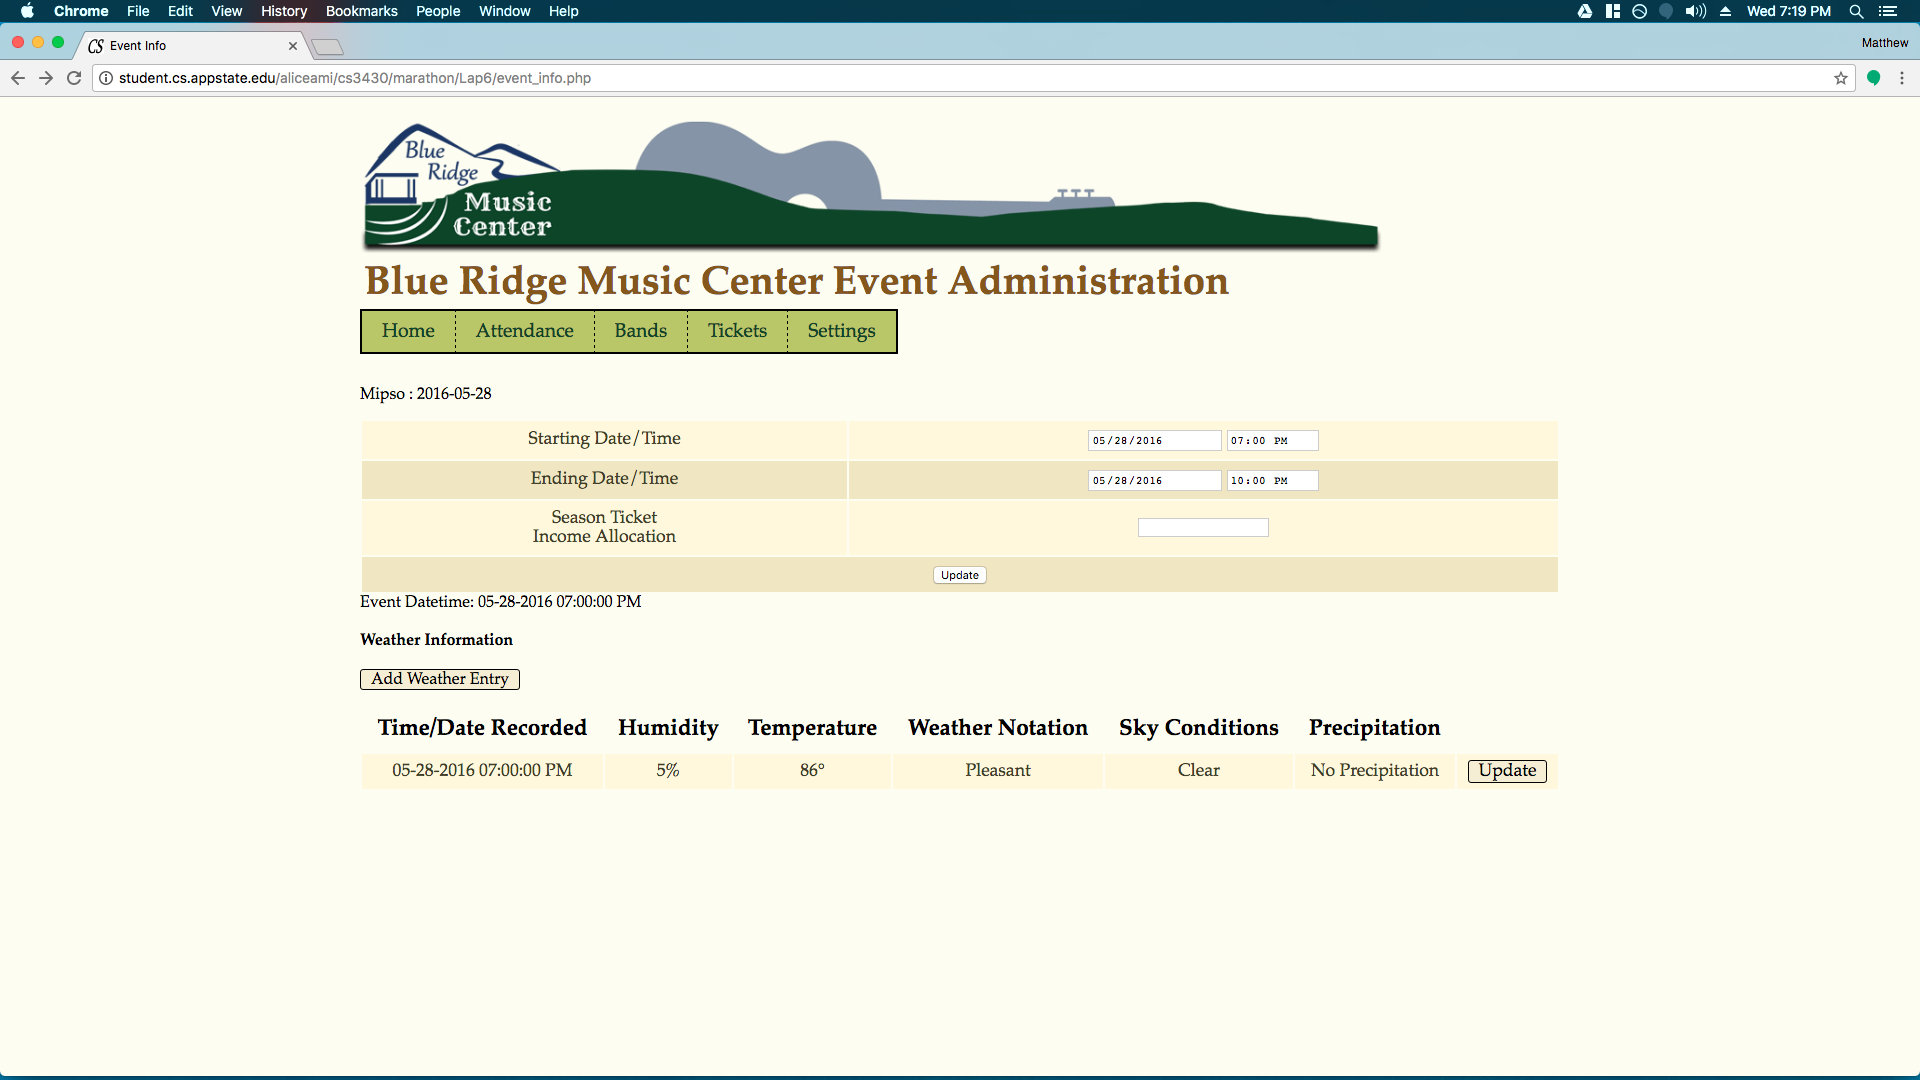 Chrome File Edit View History Bookmarks People Window Help Wed 7:19 PM
CS Event Info Matthew
student.cs.appstate.edu/aliceami/cs3430/marathon/Lap6/event_info.php
Blue
Ridge
Music
Center
Blue Ridge Music Center Event Administration
Home Attendance Bands Tickets Settings
Mipso : 2016-05-28
Starting Date/Time 05/28/2016 07:00 PM
Ending Date/Time 05/28/2016 10:00 PM
Season Ticket
Income Allocation
Update
Event Datetime: 05-28-2016 07:00:00 PM
Weather Information
Add Weather Entry
Time/Date Recorded Humidity Temperature Weather Notation Sky Conditions Precipitation
05-28-2016 07:00:00 PM 5% 86° Pleasant Clear No Precipitation Update